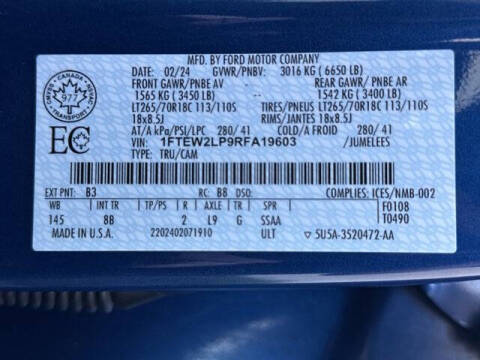 MFD. BY FORD MOTOR COMPANY
DATE: 02/24 GVWR/PNBV: 3016 KG (6650 LB)
FRONT GAWR/PNBE AV REAR GAWR/PNBE AR
1565 KG (3450 LB) 1542 KG (3400 LB)
LT265/70R18C 113/110S TIRES/PNEUS LT265/70R18C 113/110S
18x8.5J RIMS/JANTES 18x8.5J
AT/A kPa/PSI/LPC 280/41 COLD/A FROID 280/41
VIN: 1FTEW2LP9RFA19603 /JUMELEES
TYPE: TRU/CAM
CANADA
977
TRANSPORT
EC
EXT PNT: B3 RC: B8 DSO: COMPLIES: ICES/NMB-002
WB INT TR TP/PS R AXLE TR SPR F0108
145 8B 2 L9 G SSAA T0490
MADE IN U.S.A. 2202402071910 ULT ▼ 5U5A-3520472-AA